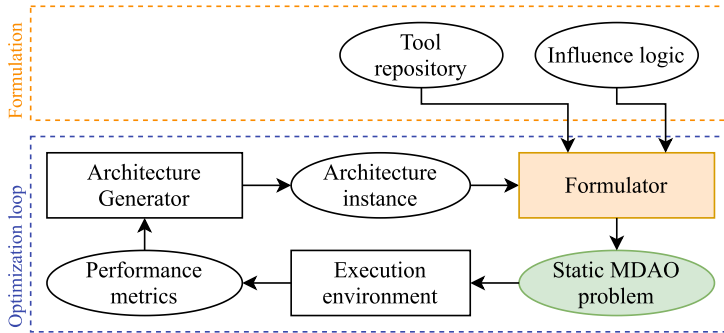 Formulation
Tool
repository
Influence logic
Optimization loop
Architecture
Generator
Architecture
instance
Formulator
Performance
metrics
Execution
environment
Static MDAO
problem